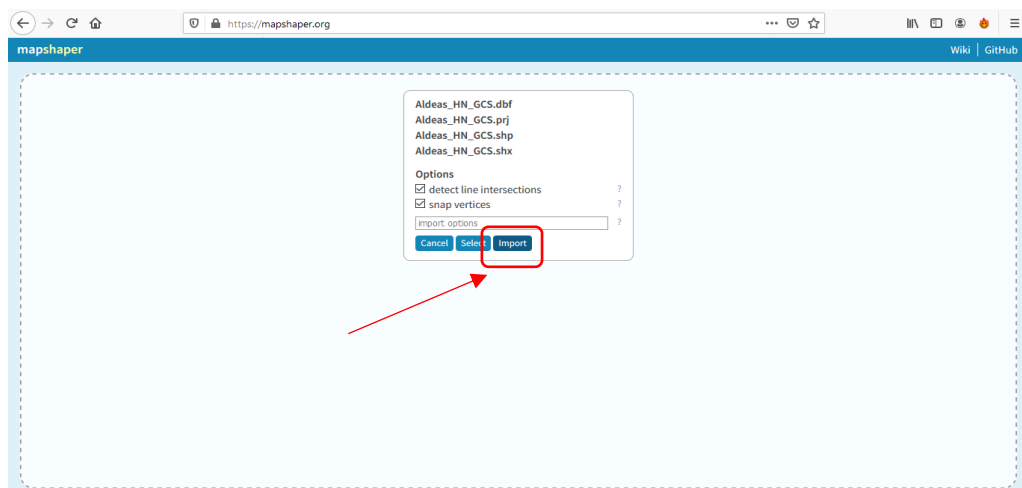 https://mapshaper.org
mapshaper
Wiki | GitHub
Aldeas_HN_GCS.dbf
Aldeas_HN_GCS.prj
Aldeas_HN_GCS.shp
Aldeas_HN_GCS.shx
Options
detect line intersections ?
snap vertices ?
import options ?
Cancel Select Import